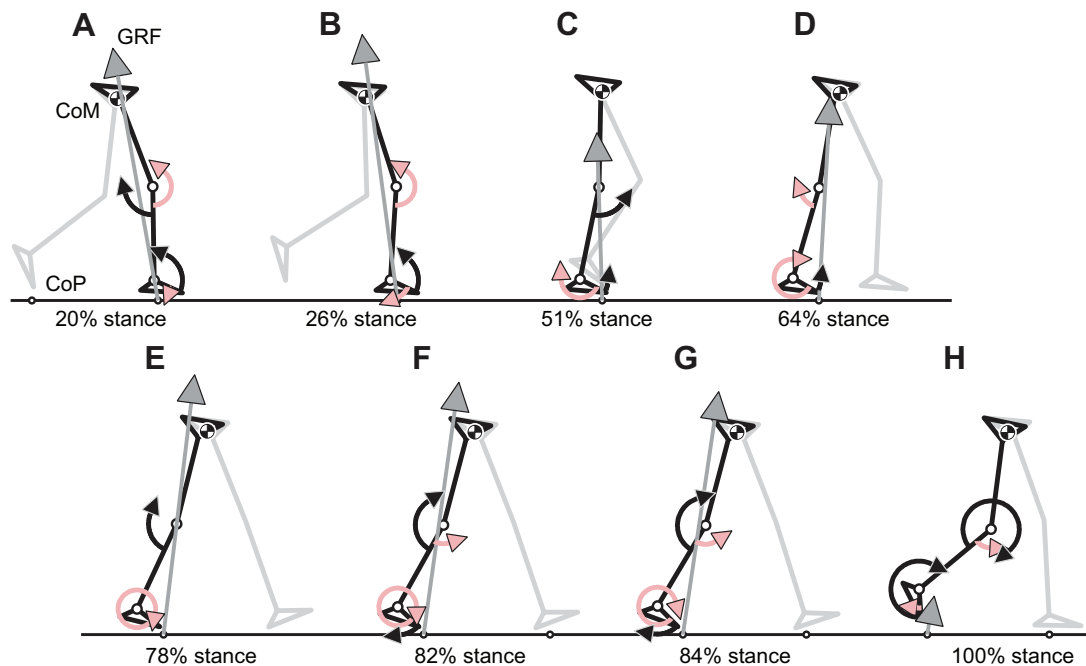 A
B
C
D
GRF
CoM
CoP
20% stance
26% stance
51% stance
64% stance
E
F
G
H
78% stance
82% stance
84% stance
100% stance